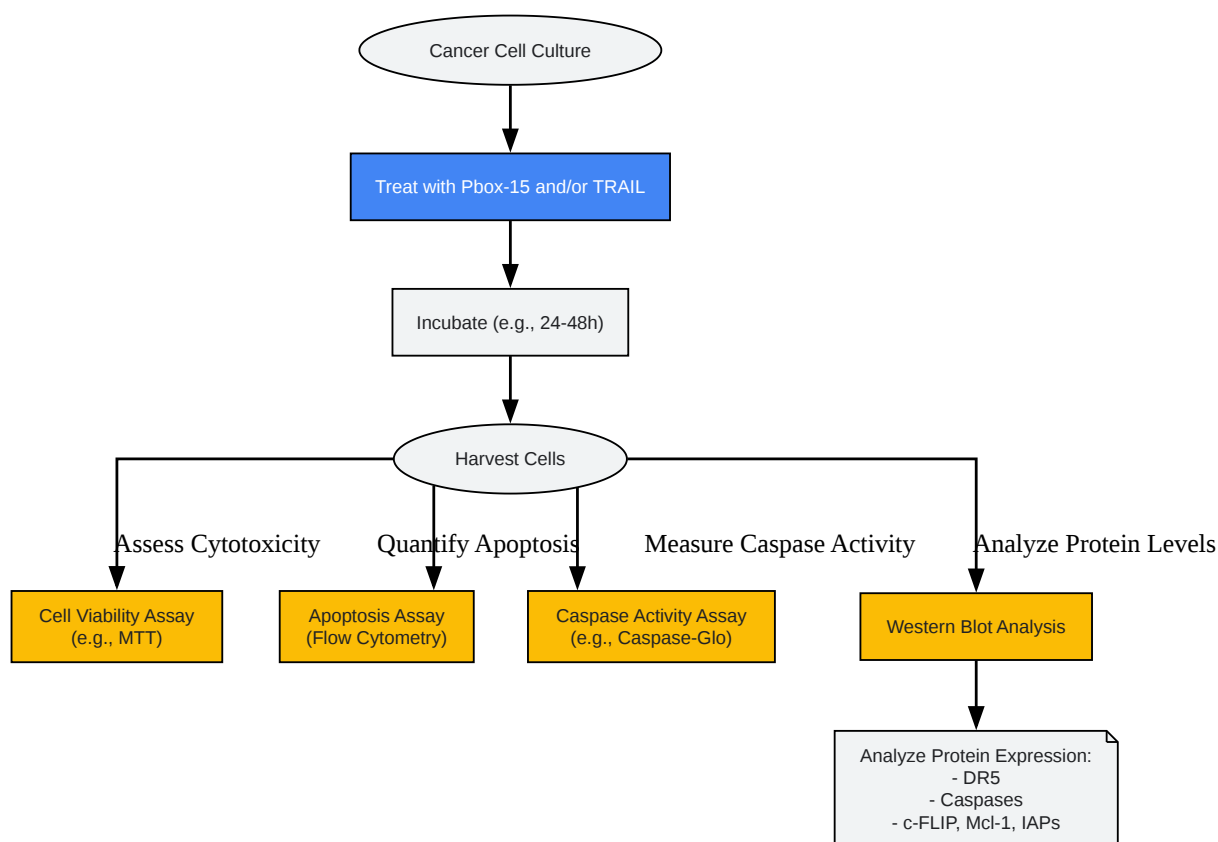 Cancer Cell Culture
Treat with Pbox-15 and/or TRAIL
Incubate (e.g., 24-48h)
Harvest Cells
Assess Cytotoxicity
Quantify Apoptosis
Measure Caspase Activity
Analyze Protein Levels
Cell Viability Assay
(e.g., MTT)
Apoptosis Assay
(Flow Cytometry)
Caspase Activity Assay
(e.g., Caspase-Glo)
Western Blot Analysis
Analyze Protein Expression:
- DR5
- Caspases
- c-FLIP, Mcl-1, IAPs